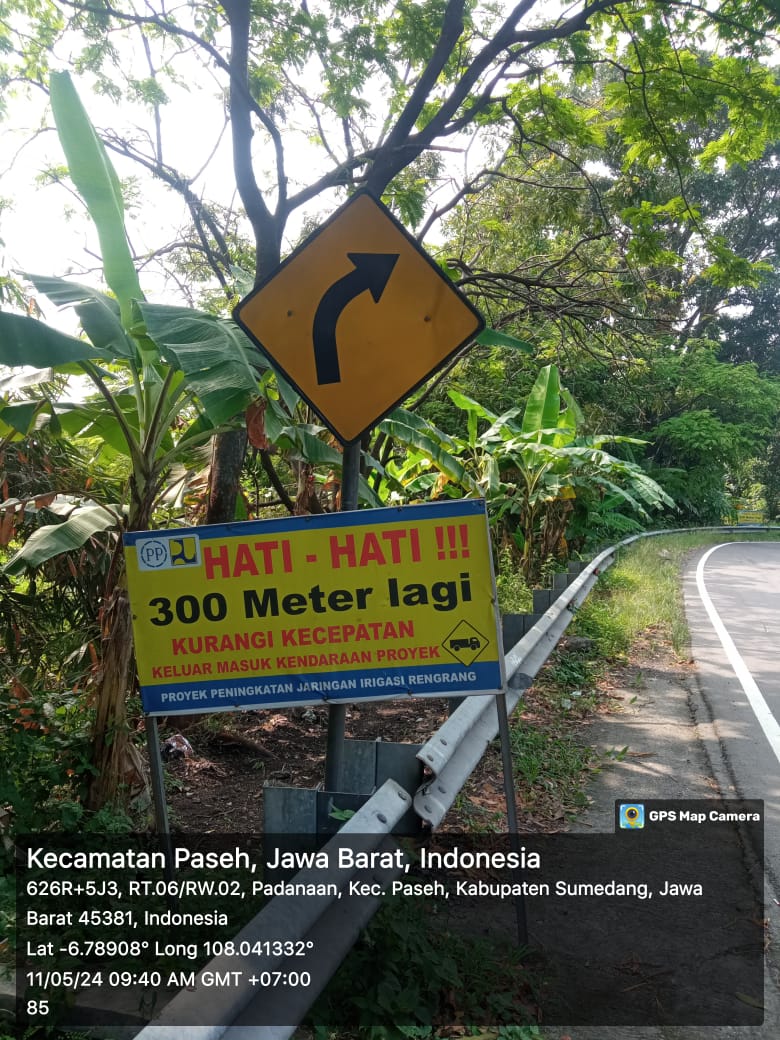 PP
HATI - HATI !!!
300 Meter lagi
KURANGI KECEPATAN
KELUAR MASUK KENDARAAN PROYEK
PROYEK PENINGKATAN JARINGAN IRIGASI RENGRANG
GPS Map Camera
Kecamatan Paseh, Jawa Barat, Indonesia
626R+5J3, RT.06/RW.02, Padanaan, Kec. Paseh, Kabupaten Sumedang, Jawa
Barat 45381, Indonesia
Lat -6.78908° Long 108.041332°
11/05/24 09:40 AM GMT +07:00
85